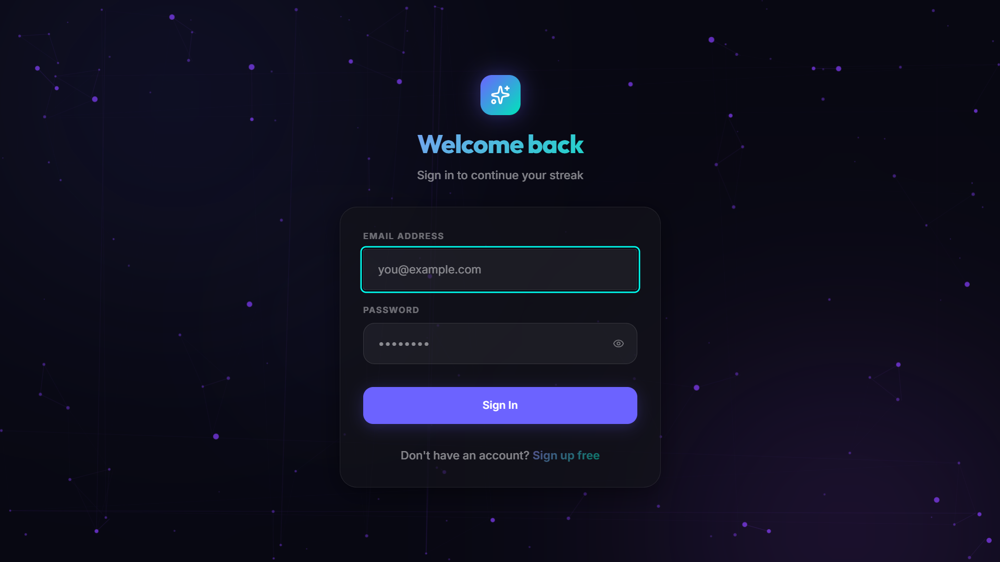 Welcome back
Sign in to continue your streak
EMAIL ADDRESS
you@example.com
PASSWORD
••••••••
Sign In
Don't have an account? Sign up free